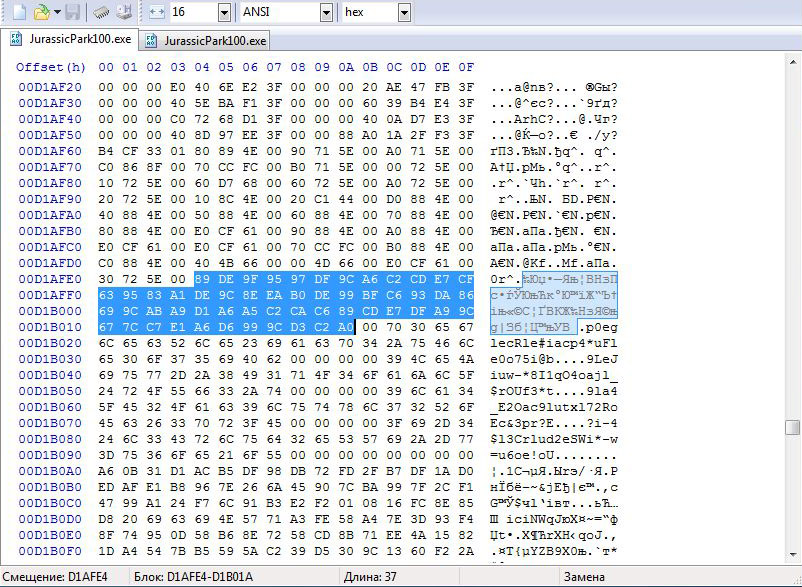 16 ANSI hex
JurassicPark100.exe JurassicPark100.exe
Offset(h) 00 01 02 03 04 05 06 07 08 09 0A 0B 0C 0D 0E 0F
00D1AF20 00 00 00 E0 40 6E E2 3F 00 00 00 20 AE 47 FB 3F ...а@nв?... ®Gы?
00D1AF30 00 00 00 40 5E BA F1 3F 00 00 00 60 39 B4 E3 3F ...@^єс?...`9ґг?
00D1AF40 00 00 00 C0 72 68 D1 3F 00 00 00 40 0A D7 E3 3F ...АrhС?...@.Чг?
00D1AF50 00 00 00 40 8D 97 EE 3F 00 00 88 A0 1A 2F F3 3F ...@Ќ—о?..€ ./у?
00D1AF60 B4 CF 33 01 80 89 4E 00 90 71 5E 00 A0 71 5E 00 ґП3.Ђ‰N.ђq^. q^.
00D1AF70 C0 86 8F 00 70 CC FC 00 B0 71 5E 00 00 72 5E 00 А†Џ.pМь.°q^..r^.
00D1AF80 10 72 5E 00 60 D7 68 00 60 72 5E 00 A0 72 5E 00 .r^.`Чh.`r^. r^.
00D1AF90 20 72 5E 00 10 8C 4E 00 20 C1 44 00 D0 88 4E 00 r^..ЊN. БD.Р€N.
00D1AFA0 40 88 4E 00 50 88 4E 00 60 88 4E 00 70 88 4E 00 @€N.P€N.`€N.p€N.
00D1AFB0 80 88 4E 00 E0 CF 61 00 90 88 4E 00 A0 88 4E 00 Ђ€N.аПa.ђ€N. €N.
00D1AFC0 E0 CF 61 00 E0 CF 61 00 70 CC FC 00 B0 88 4E 00 аПa.аПa.pМь.°€N.
00D1AFD0 C0 88 4E 00 40 4B 66 00 00 4D 66 00 E0 CF 61 00 А€N.@Kf..Mf.аПa.
00D1AFE0 30 72 5E 00 89 DE 9F 95 97 DF 9C A6 C2 CD E7 CF 0r^.‰Юџ•—Яњ¦ВНзП
00D1AFF0 63 95 83 A1 DE 9C 8E EA B0 DE 99 BF C6 93 DA 86 c•ѓЎЮњЋк°Ю™їЖ“Ъ†
00D1B000 69 9C AB A9 D1 A6 A5 C2 CA C6 89 CD E7 DF A9 9C iњ«©С¦ҐВКЖ‰НзЯ©њ
00D1B010 67 7C C7 E1 A6 D6 99 9C D3 C2 A0 00 70 30 65 67 g|Зб¦Ц™њУВ .p0eg
00D1B020 6C 65 63 52 6C 65 23 69 61 63 70 34 2A 75 46 6C lecRle#iacp4*uFl
00D1B030 65 30 6F 37 35 69 40 62 00 00 00 00 39 4C 65 4A e0o75i@b....9LeJ
00D1B040 69 75 77 2D 2A 38 49 31 71 4F 34 6F 61 6A 6C 5F iuw-*8I1qO4oajl_
00D1B050 24 72 4F 55 66 33 2A 74 00 00 00 00 39 6C 61 34 $rOUf3*t....9la4
00D1B060 5F 45 32 4F 61 63 39 6C 75 74 78 6C 37 32 52 6F _E2Oac9lutxl72Ro
00D1B070 45 63 26 33 70 72 3F 45 00 00 00 00 3F 69 2D 34 Ec&3pr?E....?i-4
00D1B080 24 6C 33 43 72 6C 75 64 32 65 53 57 69 2A 2D 77 $l3Crlud2eSWi*-w
00D1B090 3D 75 36 6F 65 21 6F 55 00 00 00 00 00 00 00 00 =u6oe!oU........
00D1B0A0 A6 0B 31 D1 AC B5 DF 98 DB 72 FD 2F B7 DF 1A D0 ¦.1С¬µЯ.Ыrэ/·Я.Р
00D1B0B0 ED AF E1 B8 96 7E 26 6A 45 90 7C BA 99 7F 2C F1 нЇбё–~&jEђ|є™.,с
00D1B0C0 47 99 A1 24 F7 6C 91 B3 E2 F2 01 08 16 FC 8E 85 G™Ў$чl‘івт...ьЋ…
00D1B0D0 D8 20 69 63 69 4E 57 71 A3 FE 58 A4 7E 3D 93 F4 Ш iciNWqЈюX¤~=“ф
00D1B0E0 8F 74 95 0D 58 B6 8E 72 58 CD 8B 71 EE 4A 15 82 Џt•.X¶ЋrXН‹qоJ.‚
00D1B0F0 1D A4 54 7B B5 59 5A C2 39 D5 30 9C 13 60 F2 2A .¤T{µYZВ9Х0њ.`т*
Смещение: D1AFE4 Блок: D1AFE4-D1B01A Длина: 37 Замена